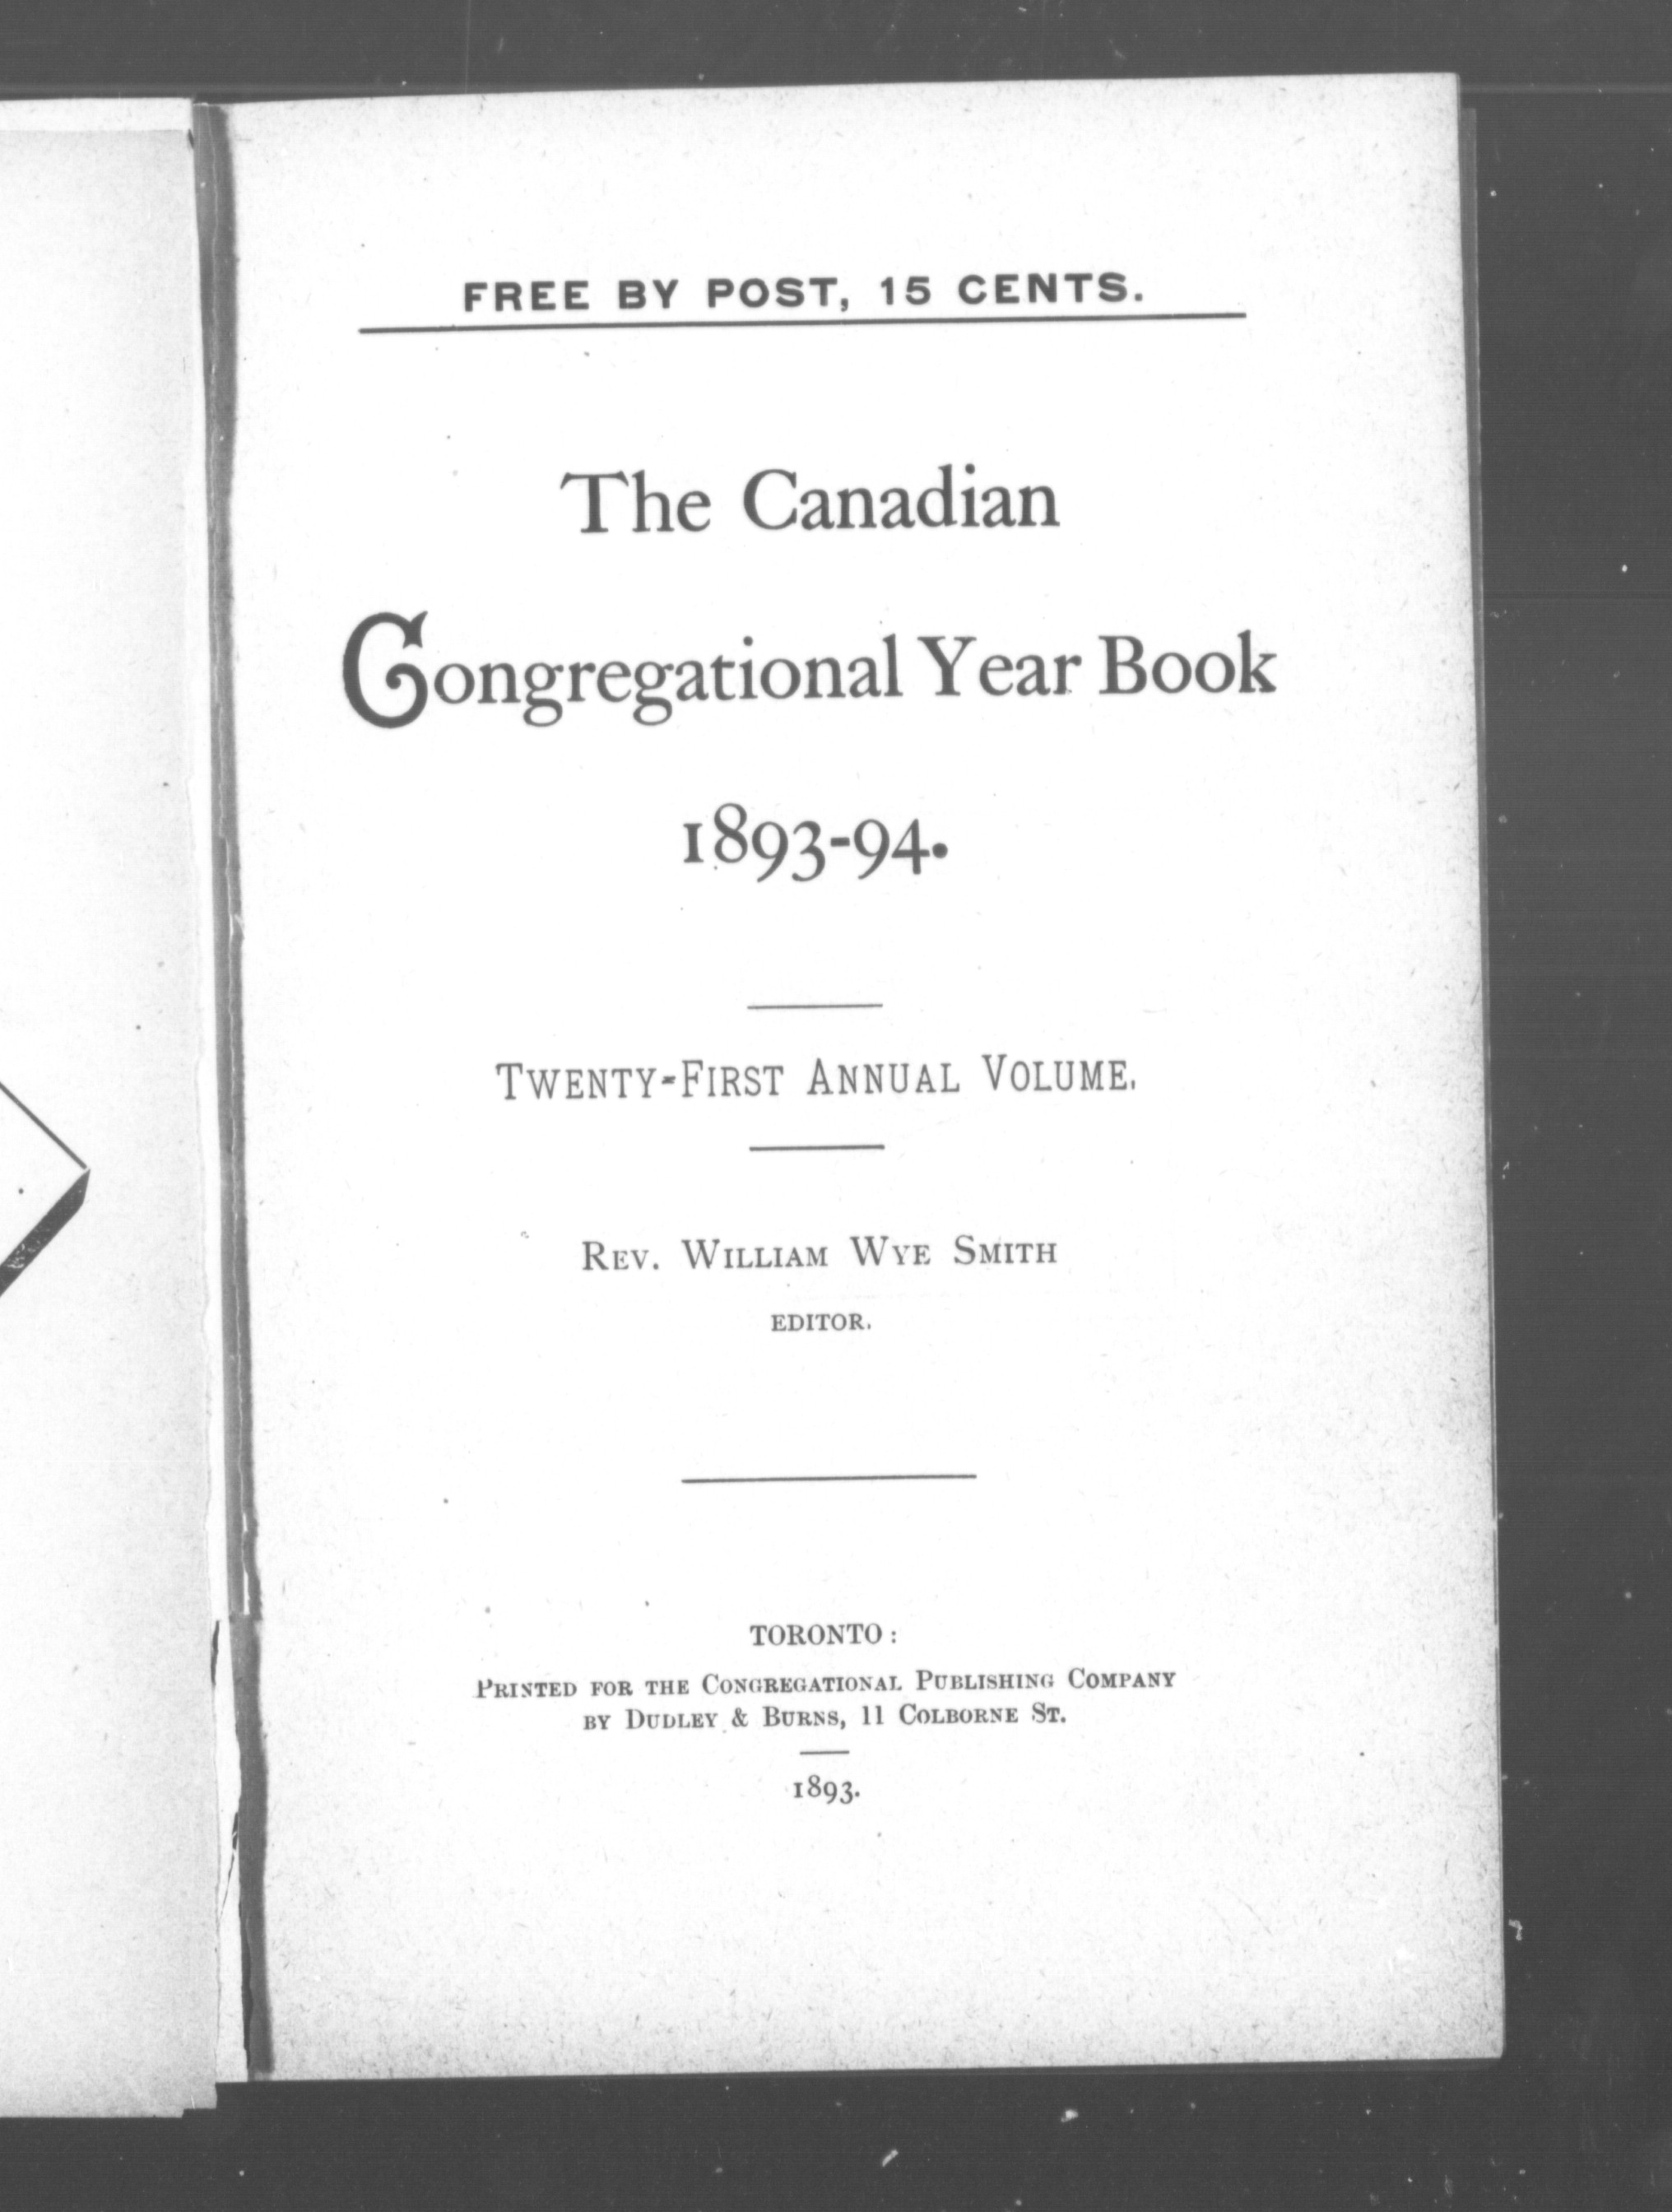 FREE BY POST, 15 CENTS.
The Canadian
Congregational Year Book
1893-94.
TWENTY-FIRST ANNUAL VOLUME.
REV. WILLIAM WYE SMITH
EDITOR.
TORONTO:
PRINTED FOR THE CONGREGATIONAL PUBLISHING COMPANY
BY DUDLEY & BURNS, 11 COLBORNE ST.
1893.